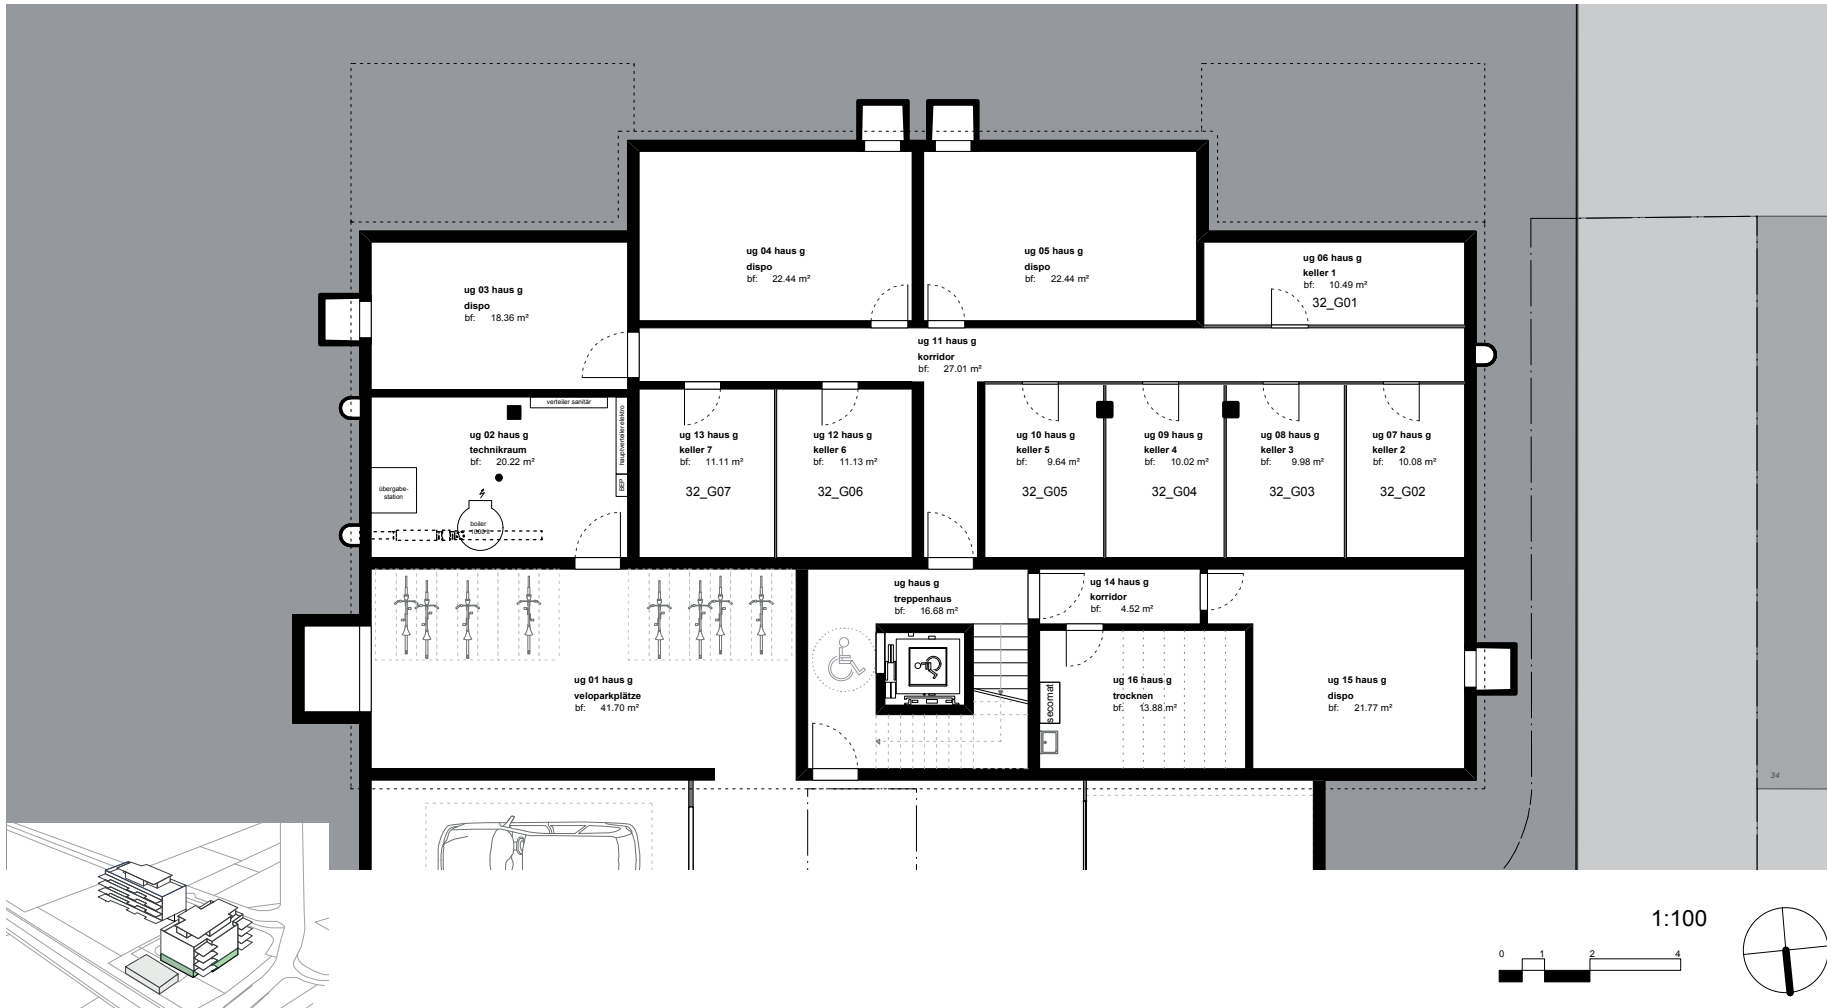 ug 04 haus g
dispo
bf: 22.44 m²
ug 05 haus g
dispo
bf: 22.44 m²
ug 06 haus g
keller 1
bf: 10.49 m²
32_G01
ug 03 haus g
dispo
bf: 18.36 m²
ug 11 haus g
korridor
bf: 27.01 m²
verteiler sanitär
hauptverteiler elektro
BEP
ug 02 haus g
technikraum
bf: 20.22 m²
übergabe-
station
boiler
ug 13 haus g
keller 7
bf: 11.11 m²
32_G07
ug 12 haus g
keller 6
bf: 11.13 m²
32_G06
ug 10 haus g
keller 5
bf: 9.64 m²
32_G05
ug 09 haus g
keller 4
bf: 10.02 m²
32_G04
ug 08 haus g
keller 3
bf: 9.98 m²
32_G03
ug 07 haus g
keller 2
bf: 10.08 m²
32_G02
ug haus g
treppenhaus
bf: 16.68 m²
ug 14 haus g
korridor
bf: 4.52 m²
ug 01 haus g
veloparkplätze
bf: 41.70 m²
secomat
ug 16 haus g
trocknen
bf: 13.88 m²
ug 15 haus g
dispo
bf: 21.77 m²
34
1:100
0 1 2 4